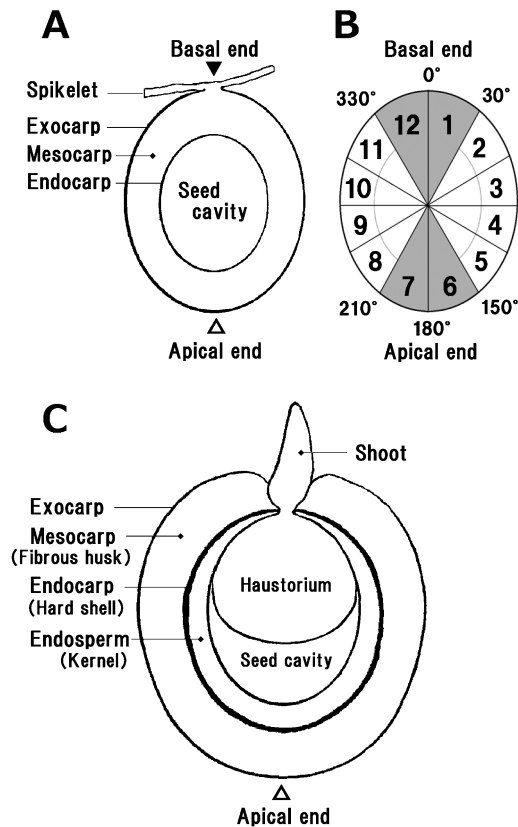 A
Basal end
Spikelet
Exocarp
Mesocarp
Endocarp
Seed
cavity
Apical end
B
Basal end
0°
330°
30°
12
1
11
2
10
3
9
4
8
5
7
6
210°
150°
180°
Apical end
C
Shoot
Exocarp
Mesocarp
(Fibrous husk)
Endocarp
(Hard shell)
Endosperm
(Kernel)
Haustorium
Seed cavity
Apical end